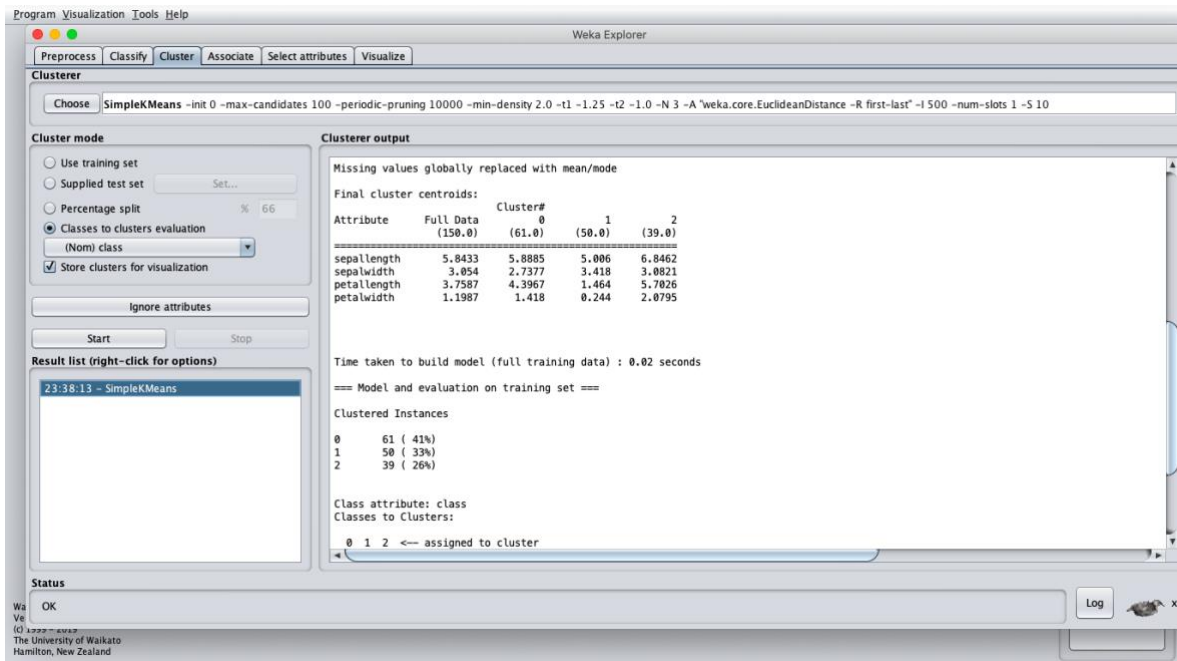 Program Visualization Tools Help
Weka Explorer
Preprocess Classify Cluster Associate Select attributes Visualize
Clusterer
Choose SimpleKMeans -init 0 -max-candidates 100 -periodic-pruning 10000 -min-density 2.0 -t1 -1.25 -t2 -1.0 -N 3 -A "weka.core.EuclideanDistance -R first-last" -I 500 -num-slots 1 -S 10
Cluster mode
Use training set
Supplied test set Set...
Percentage split % 66
Classes to clusters evaluation
(Nom) class
Store clusters for visualization
Ignore attributes
Start Stop
Result list (right-click for options)
23:38:13 - SimpleKMeans
Clusterer output
Missing values globally replaced with mean/mode
Final cluster centroids:
Cluster#
Attribute Full Data 0 1 2
(150.0) (61.0) (50.0) (39.0)
==========================================================
sepallength 5.8433 5.8885 5.006 6.8462
sepalwidth 3.054 2.7377 3.418 3.0821
petallength 3.7587 4.3967 1.464 5.7026
petalwidth 1.1987 1.418 0.244 2.0795
Time taken to build model (full training data) : 0.02 seconds
=== Model and evaluation on training set ===
Clustered Instances
0 61 ( 41%)
1 50 ( 33%)
2 39 ( 26%)
Class attribute: class
Classes to Clusters:
0 1 2 <-- assigned to cluster
Status
OK
Log x
Wa
Ve
(c) 1999 - 2019
The University of Waikato
Hamilton, New Zealand